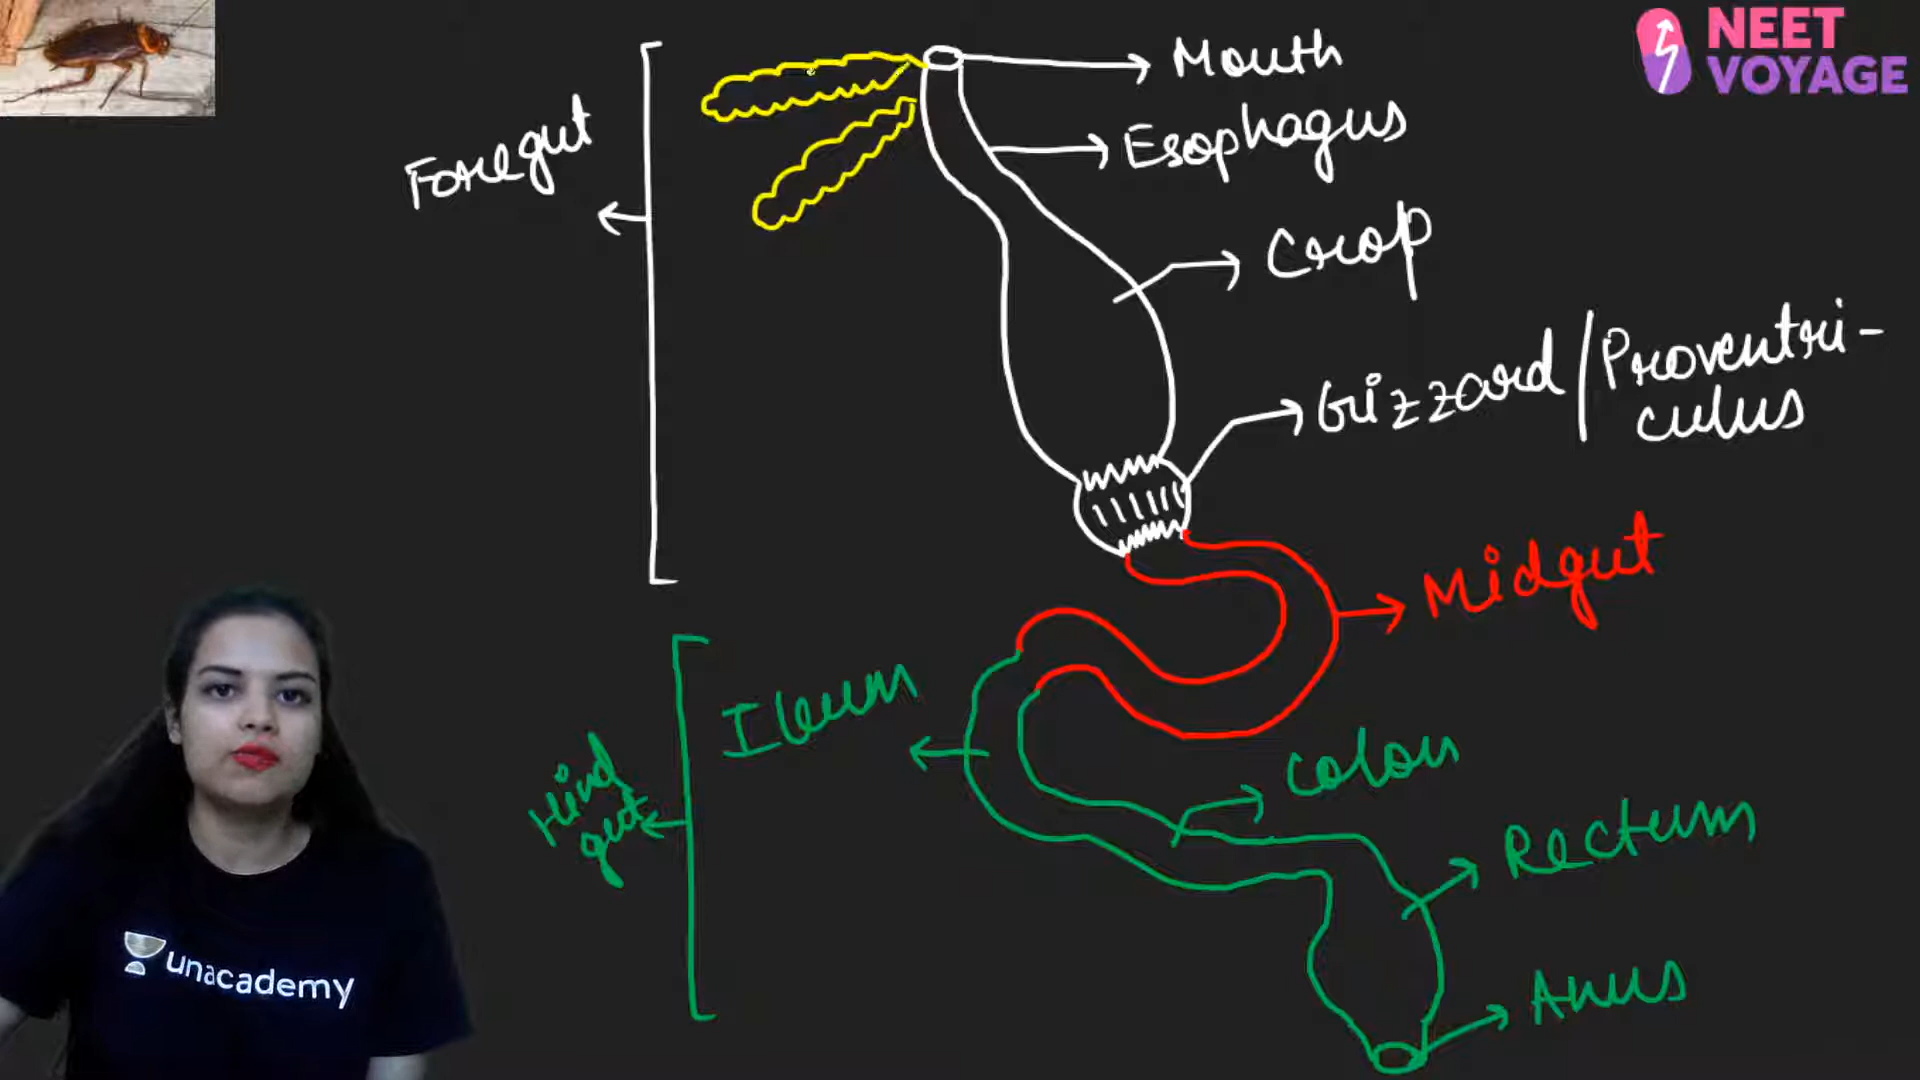 NEET
VOYAGE
Mouth
Foregut
Esophagus
Crop
Gizzard/Proventri-
culus
Midgut
Ileum
Hind
gut
Colon
Rectum
Anus
unacademy